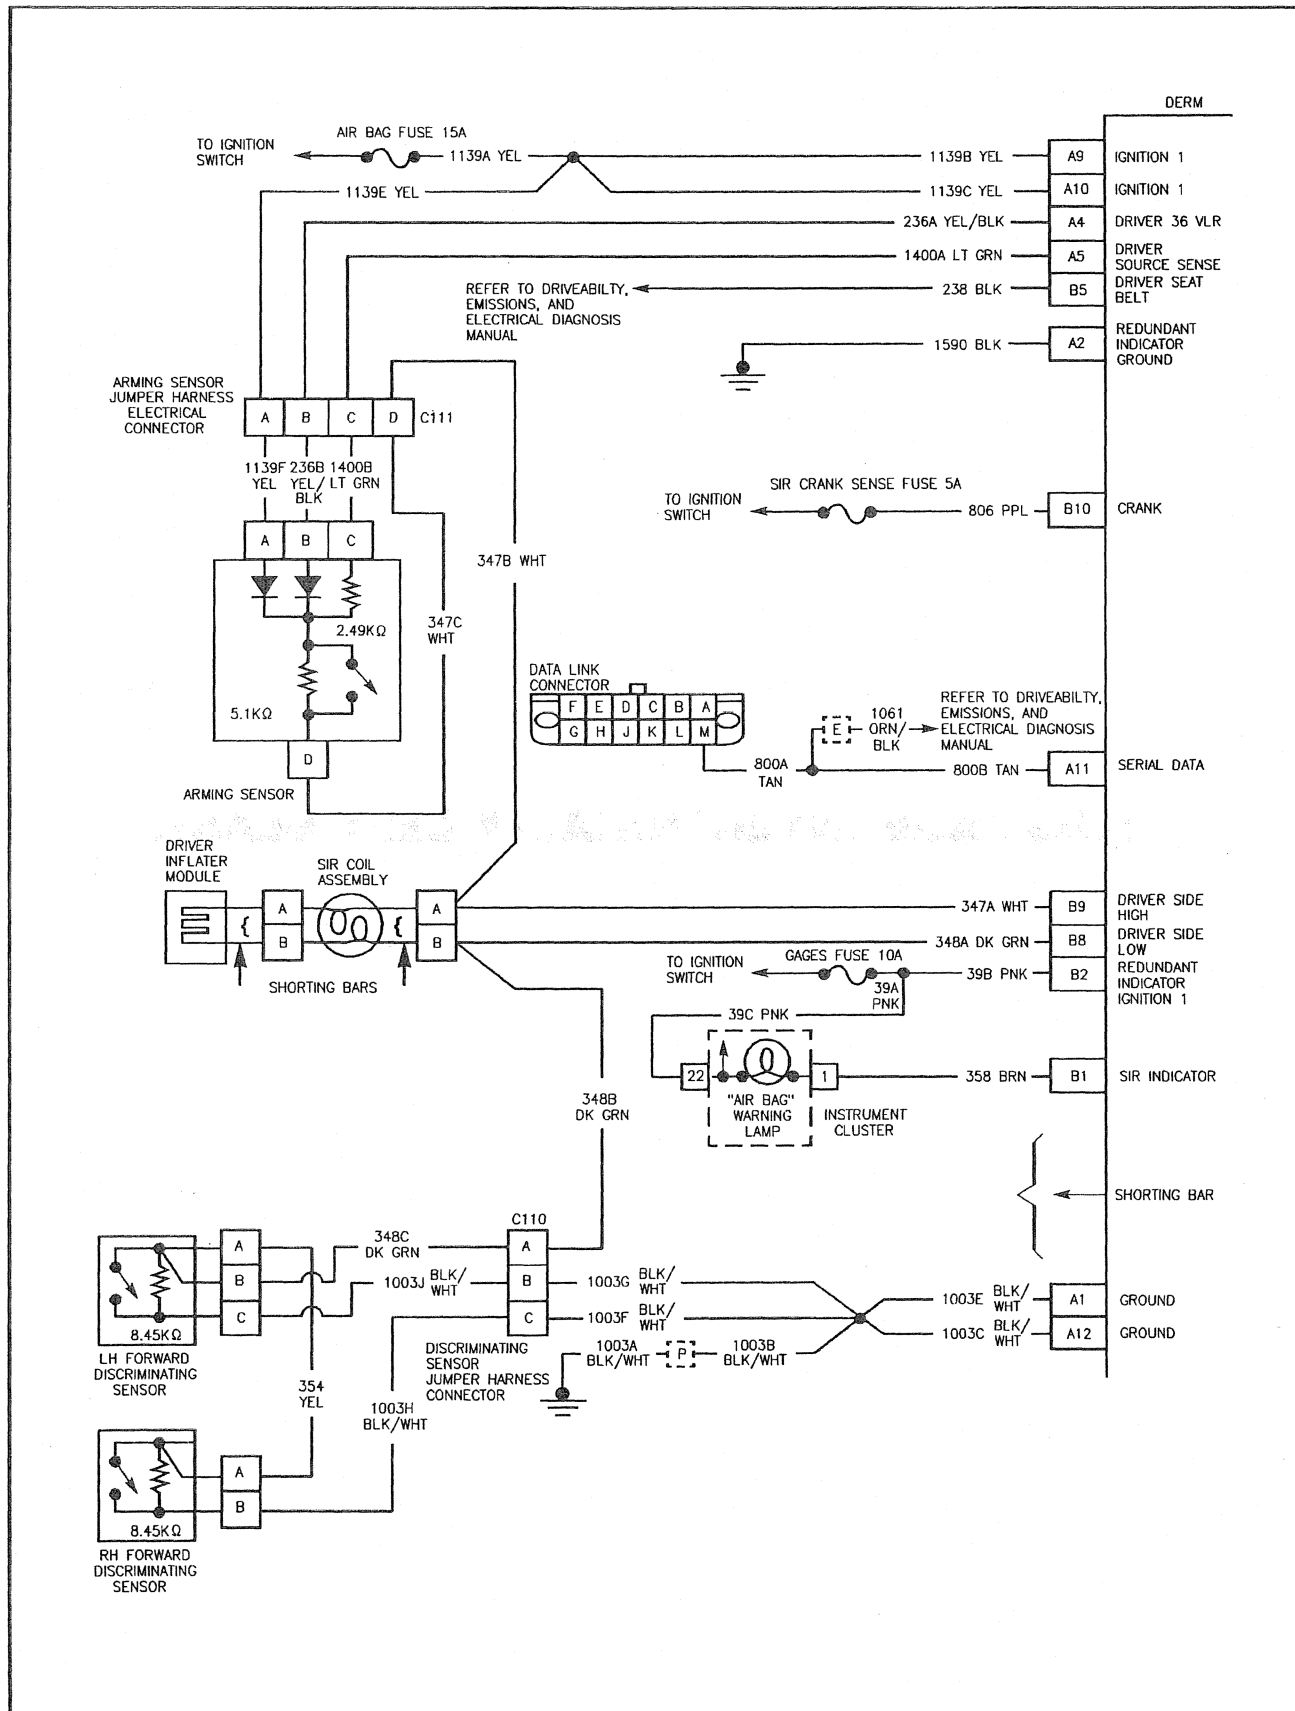 DERM
AIR BAG FUSE 15A
TO IGNITION
SWITCH
1139A YEL
1139B YEL
A9
IGNITION 1
1139E YEL
1139C YEL
A10
IGNITION 1
236A YEL/BLK
A4
DRIVER 36 VLR
1400A LT GRN
A5
DRIVER
SOURCE SENSE
REFER TO DRIVEABILTY,
EMISSIONS, AND
ELECTRICAL DIAGNOSIS
MANUAL
238 BLK
B5
DRIVER SEAT
BELT
1590 BLK
A2
REDUNDANT
INDICATOR
GROUND
ARMING SENSOR
JUMPER HARNESS
ELECTRICAL
CONNECTOR
A B C D C111
1139F 236B 1400B
YEL YEL/ LT GRN
BLK
SIR CRANK SENSE FUSE 5A
TO IGNITION
SWITCH
806 PPL
B10
CRANK
A B C
347B WHT
2.49KΩ
347C
WHT
5.1KΩ
D
ARMING SENSOR
DATA LINK
CONNECTOR
F E D C B A
G H J K L M
E
1061
ORN/
BLK
REFER TO DRIVEABILTY,
EMISSIONS, AND
ELECTRICAL DIAGNOSIS
MANUAL
800A
TAN
800B TAN
A11
SERIAL DATA
DRIVER
INFLATER
MODULE
SIR COIL
ASSEMBLY
A
B
A
B
SHORTING BARS
347A WHT
B9
DRIVER SIDE
HIGH
348A DK GRN
B8
DRIVER SIDE
LOW
TO IGNITION
SWITCH
GAGES FUSE 10A
39A
PNK
39B PNK
B2
REDUNDANT
INDICATOR
IGNITION 1
39C PNK
22
1
"AIR BAG"
WARNING
LAMP
INSTRUMENT
CLUSTER
358 BRN
B1
SIR INDICATOR
348B
DK GRN
SHORTING BAR
C110
A
B
C
348C
DK GRN
1003J BLK/
WHT
1003G BLK/
WHT
1003F BLK/
WHT
1003E BLK/
WHT
A1
GROUND
1003C BLK/
WHT
A12
GROUND
1003A
BLK/WHT
P
1003B
BLK/WHT
DISCRIMINATING
SENSOR
JUMPER HARNESS
CONNECTOR
A
B
C
8.45KΩ
LH FORWARD
DISCRIMINATING
SENSOR
354
YEL
1003H
BLK/WHT
A
B
8.45KΩ
RH FORWARD
DISCRIMINATING
SENSOR